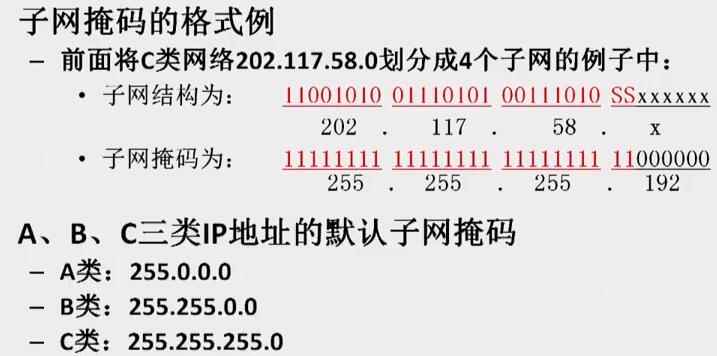 子网掩码的格式例
– 前面将C类网络202.117.58.0划分成4个子网的例子中：
• 子网结构为： 11001010 01110101 00111010 SSxxxxxx
202 . 117 . 58 . x
• 子网掩码为： 11111111 11111111 11111111 11000000
255 . 255 . 255 . 192
A、B、C三类IP地址的默认子网掩码
– A类：255.0.0.0
– B类：255.255.0.0
– C类：255.255.255.0